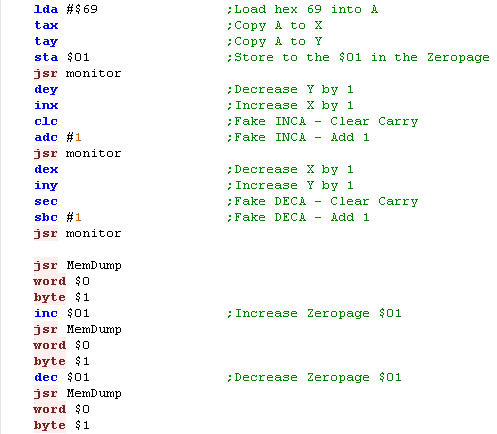 lda #$69 ;Load hex 69 into A
tax ;Copy A to X
tay ;Copy A to Y
sta $01 ;Store to the $01 in the Zeropage
jsr monitor
dey ;Decrease Y by 1
inx ;Increase X by 1
clc ;Fake INCA - Clear Carry
adc #1 ;Fake INCA - Add 1
jsr monitor
dex ;Decrease X by 1
iny ;Increase Y by 1
sec ;Fake DECA - Clear Carry
sbc #1 ;Fake DECA - Add 1
jsr monitor
jsr MemDump
word $0
byte $1
inc $01 ;Increase Zeropage $01
jsr MemDump
word $0
byte $1
dec $01 ;Decrease Zeropage $01
jsr MemDump
word $0
byte $1